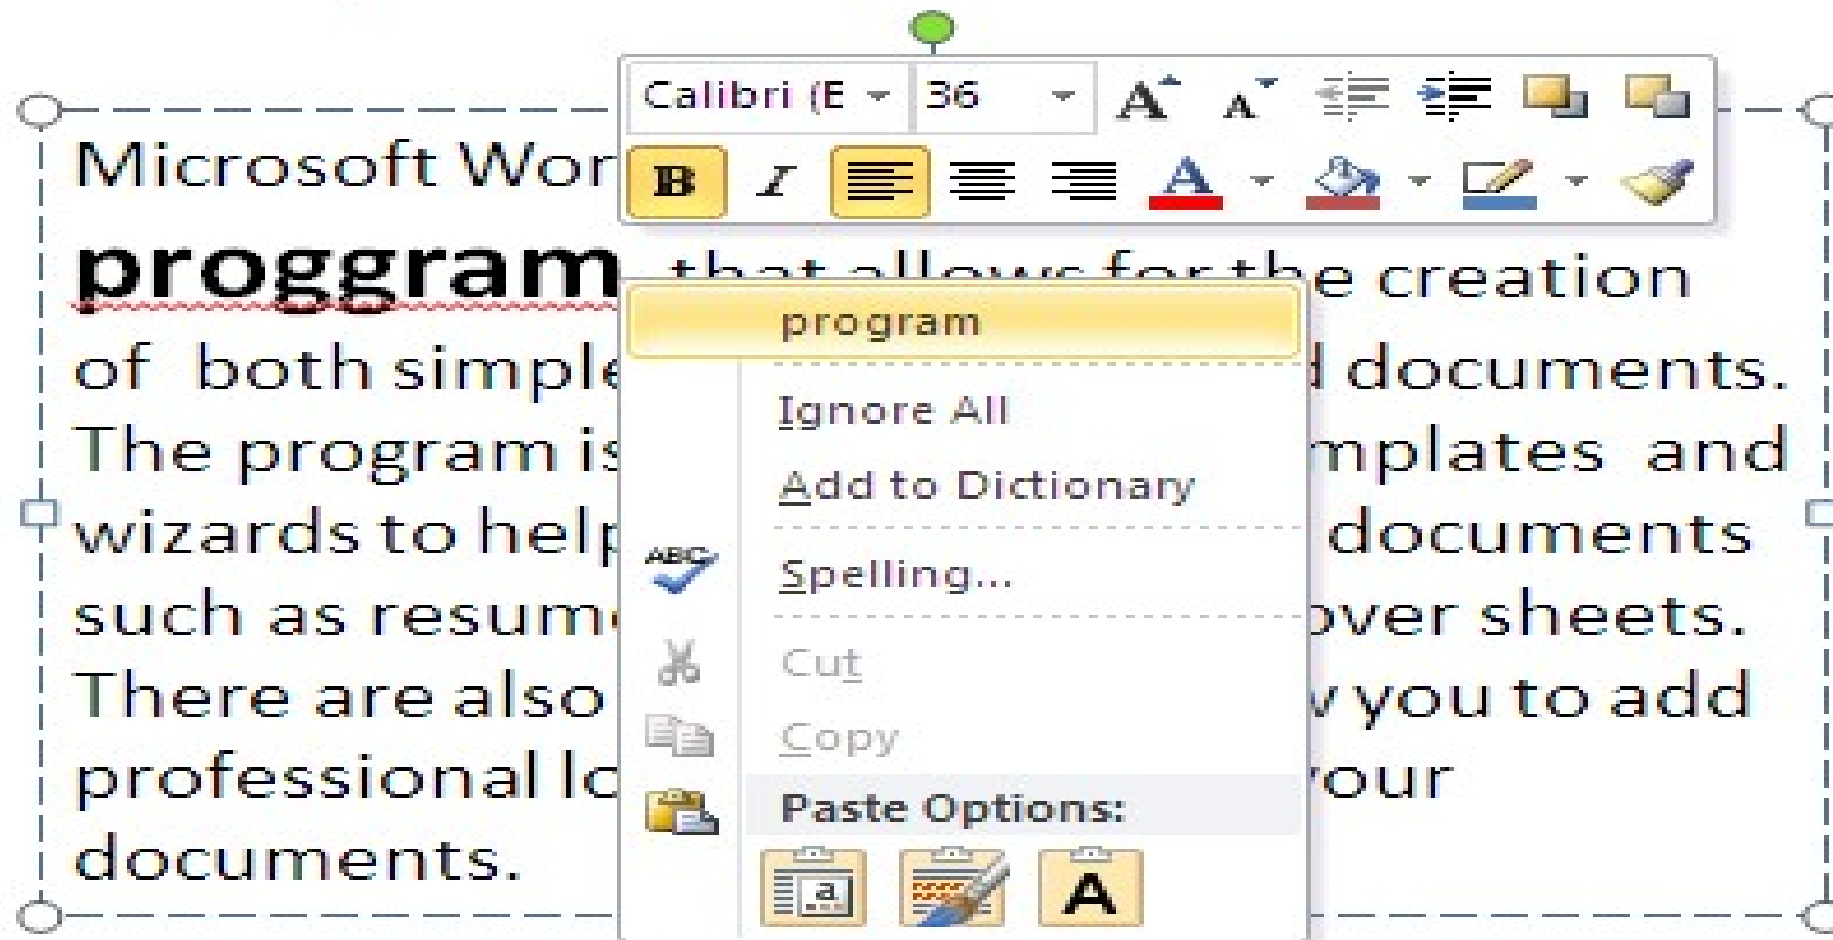 Calibri (E 36
Microsoft Wor
B I A
proggram that allows for the creation
program
of both simple documents.
Ignore All
The program is mplates and
Add to Dictionary
wizards to help documents
ABC Spelling...
such as resum over sheets.
Cut
There are also you to add
Copy
professional lo your
Paste Options:
documents.
a A